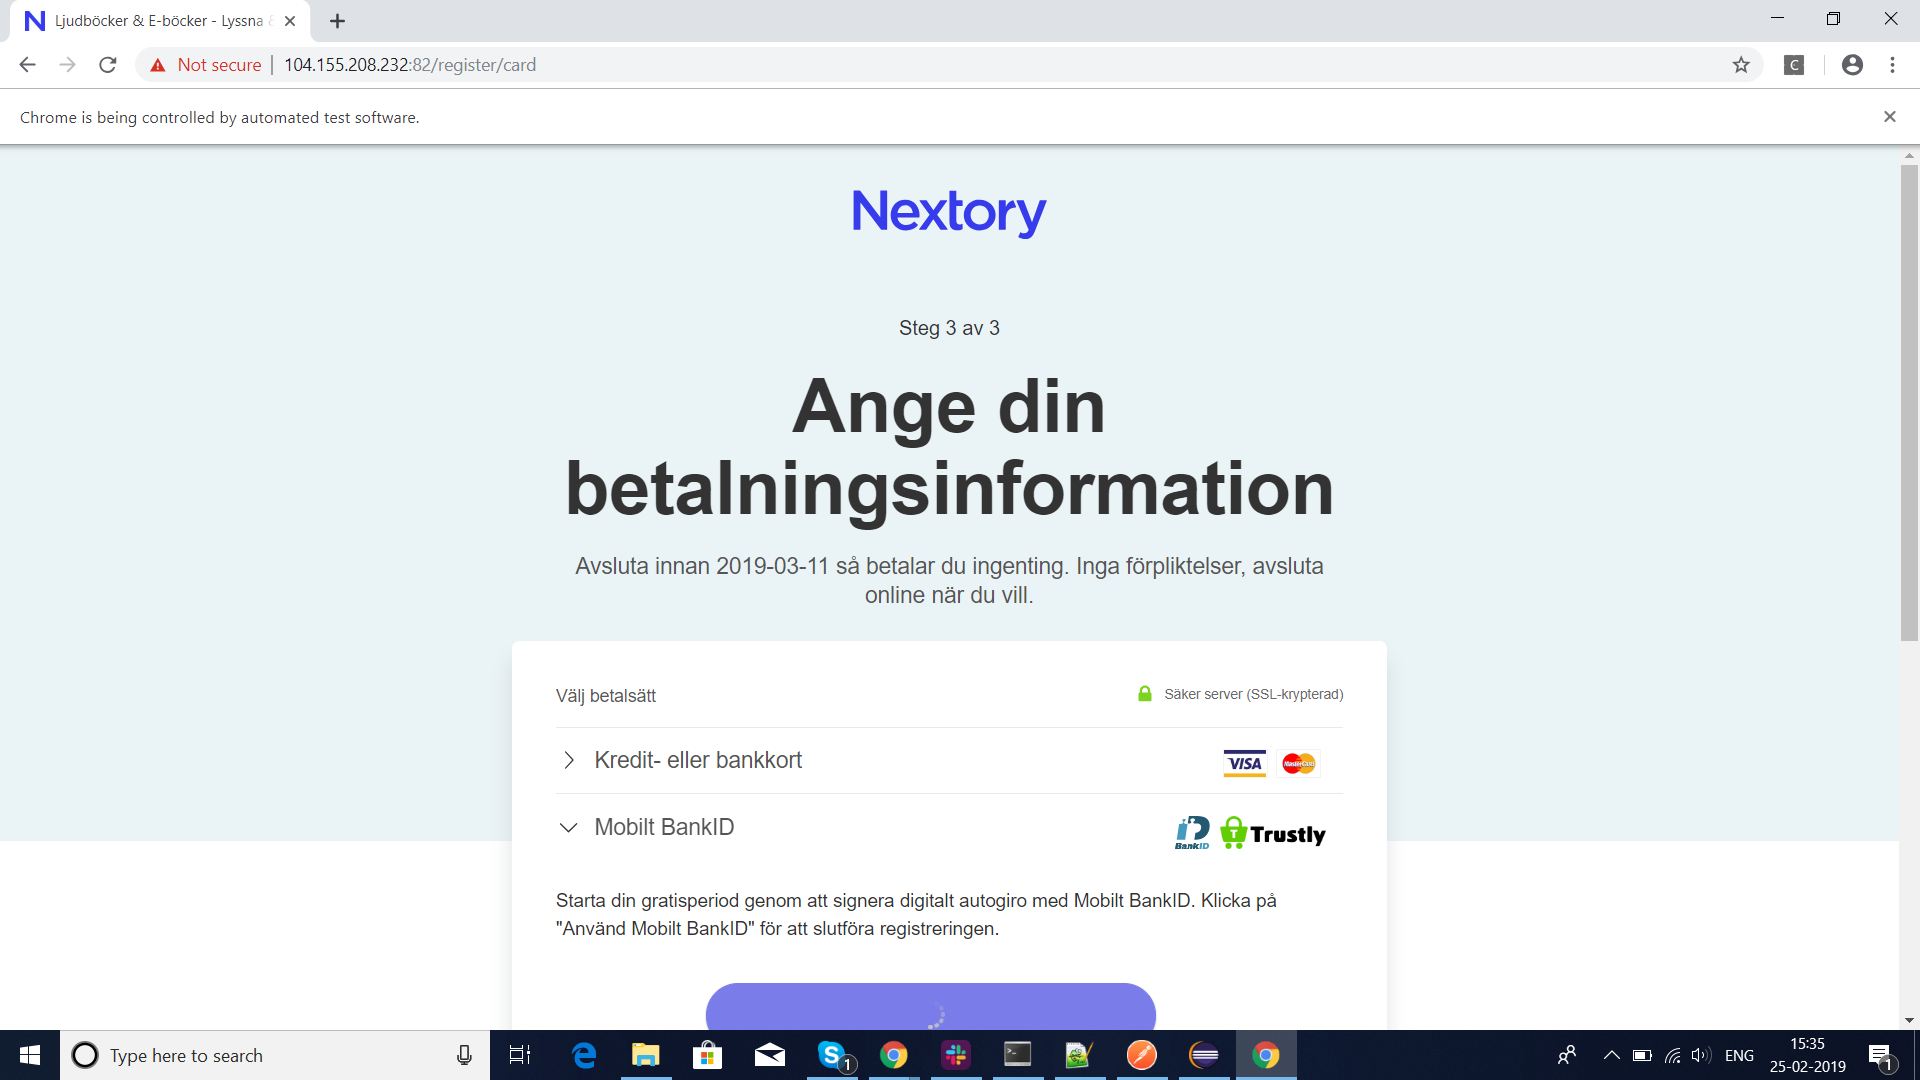 Ljudböcker & E-böcker - Lyssna
Not secure | 104.155.208.232:82/register/card
C
Chrome is being controlled by automated test software.
Nextory
Steg 3 av 3
Ange din
betalningsinformation
Avsluta innan 2019-03-11 så betalar du ingenting. Inga förpliktelser, avsluta
online när du vill.
Välj betalsätt
Säker server (SSL-krypterad)
Kredit- eller bankkort
VISA MasterCard
Mobilt BankID
BankID Trustly
Starta din gratisperiod genom att signera digitalt autogiro med Mobilt BankID. Klicka på
"Använd Mobilt BankID" för att slutföra registreringen.
Type here to search
1
ENG
15:35
25-02-2019
1